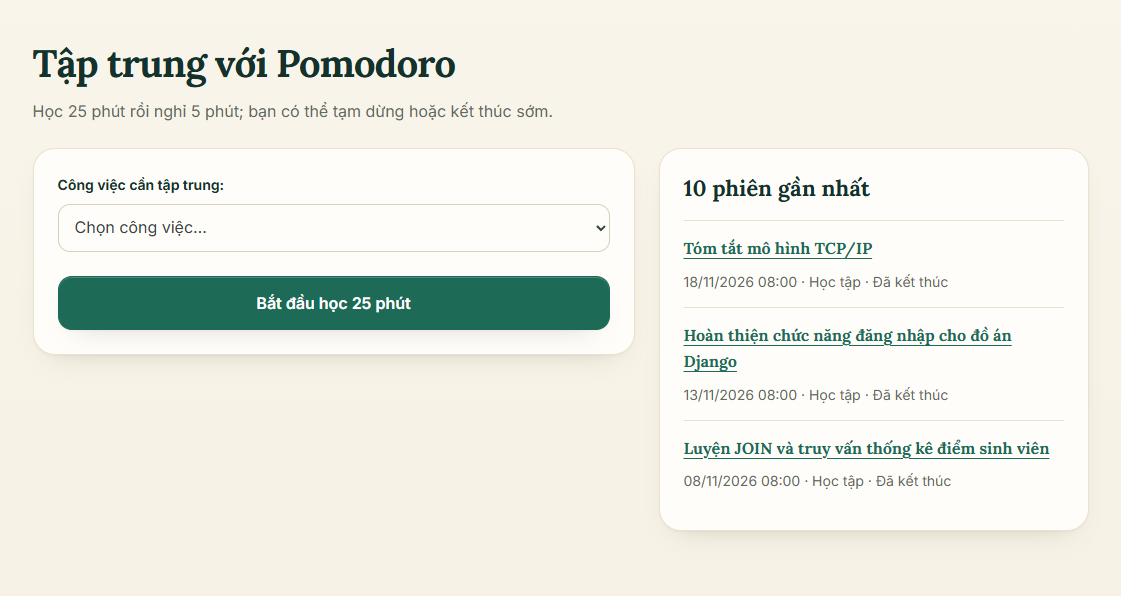 Tập trung với Pomodoro
Học 25 phút rồi nghỉ 5 phút; bạn có thể tạm dừng hoặc kết thúc sớm.
Công việc cần tập trung:
Chọn công việc...
Bắt đầu học 25 phút
10 phiên gần nhất
Tóm tắt mô hình TCP/IP
18/11/2026 08:00 · Học tập · Đã kết thúc
Hoàn thiện chức năng đăng nhập cho đồ án
Django
13/11/2026 08:00 · Học tập · Đã kết thúc
Luyện JOIN và truy vấn thống kê điểm sinh viên
08/11/2026 08:00 · Học tập · Đã kết thúc